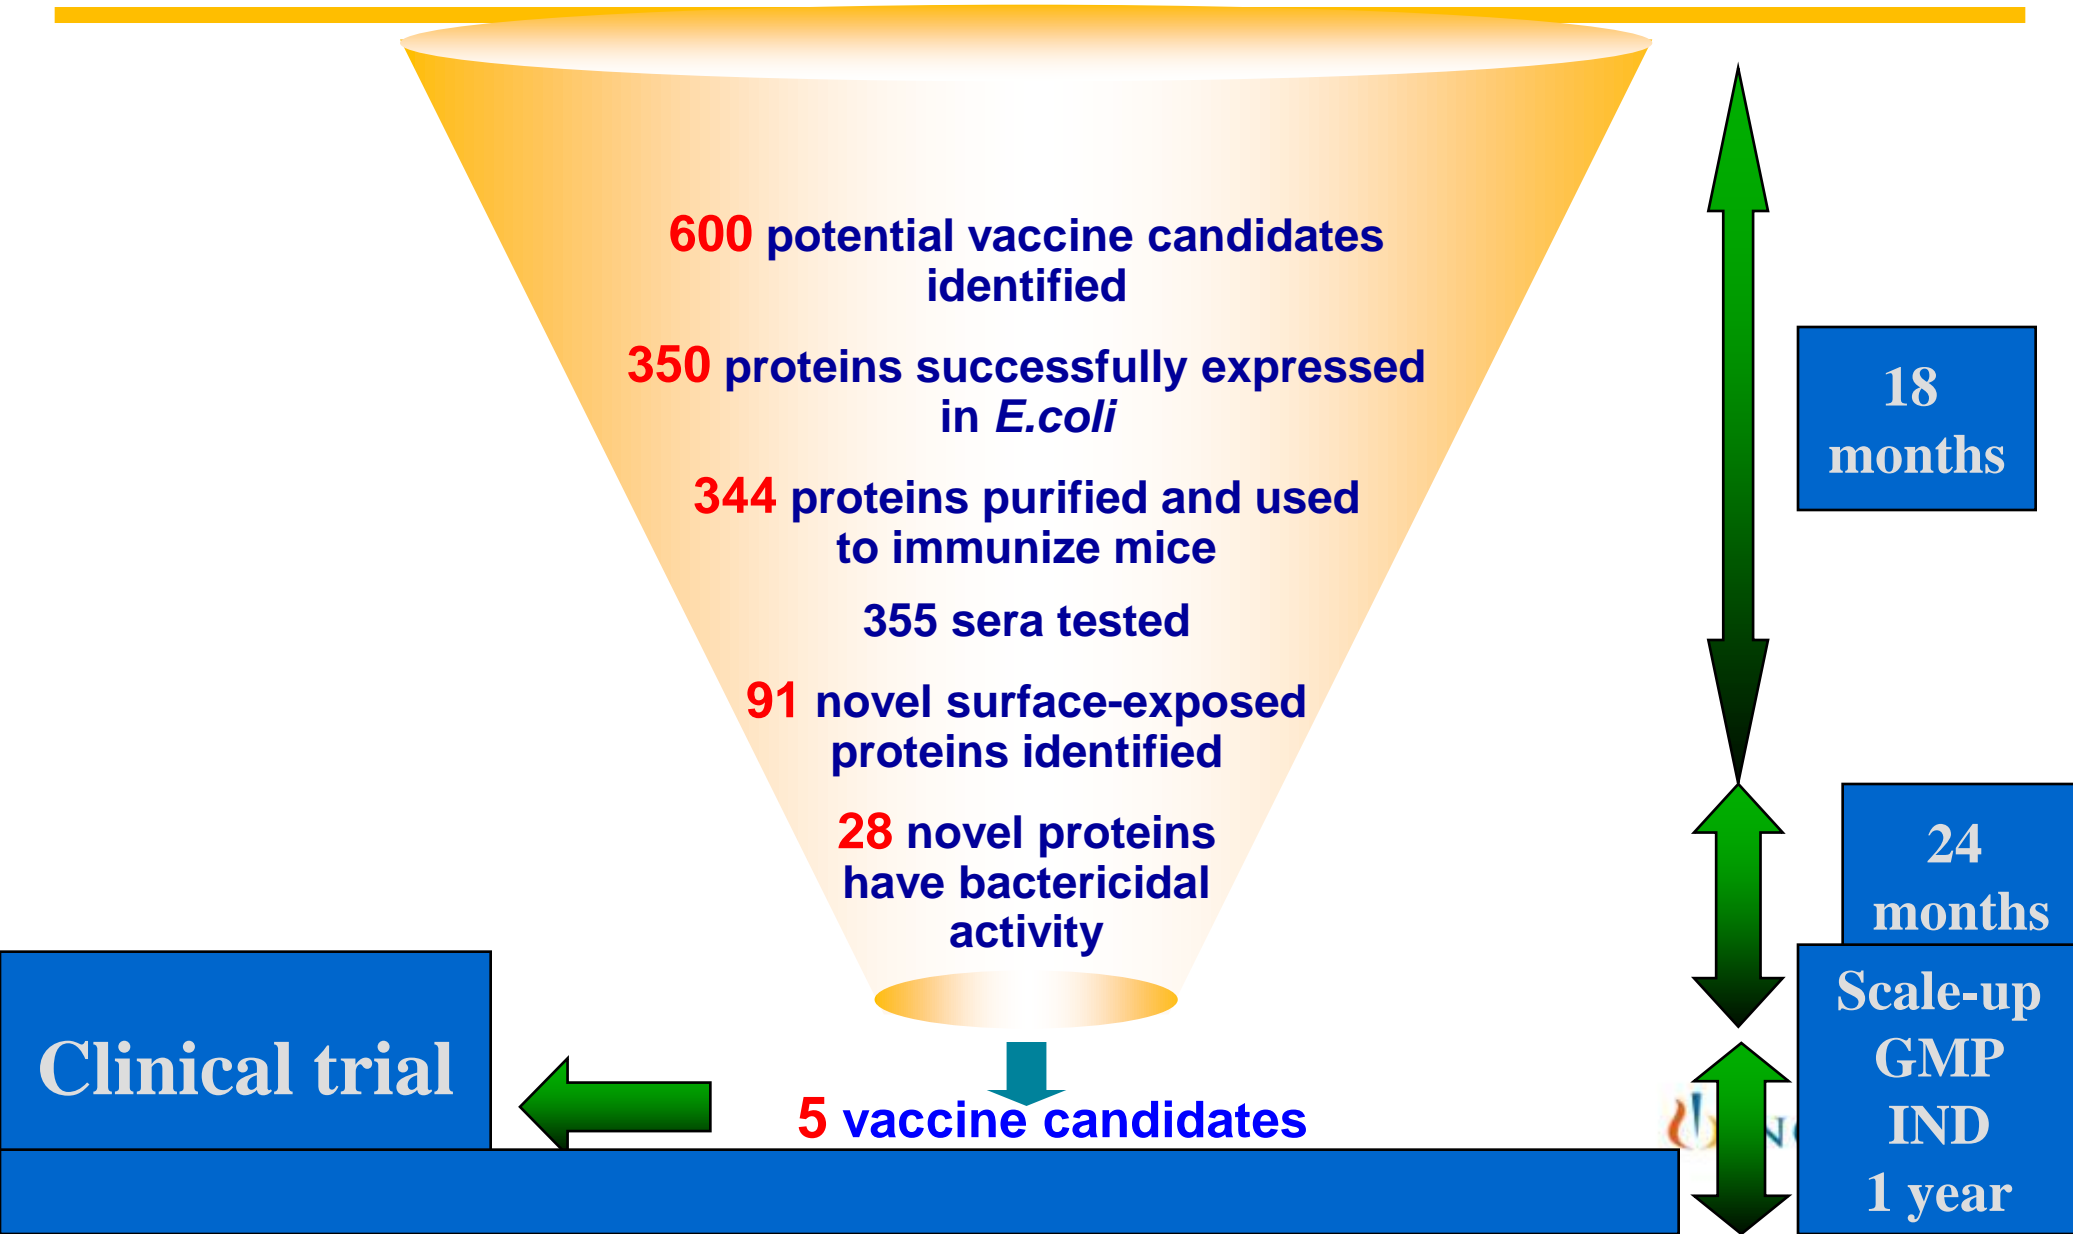 600 potential vaccine candidates
identified
350 proteins successfully expressed
in E.coli
344 proteins purified and used
to immunize mice
355 sera tested
91 novel surface-exposed
proteins identified
28 novel proteins
have bactericidal
activity
5 vaccine candidates
Clinical trial
18
months
24
months
Scale-up
GMP
IND
1 year